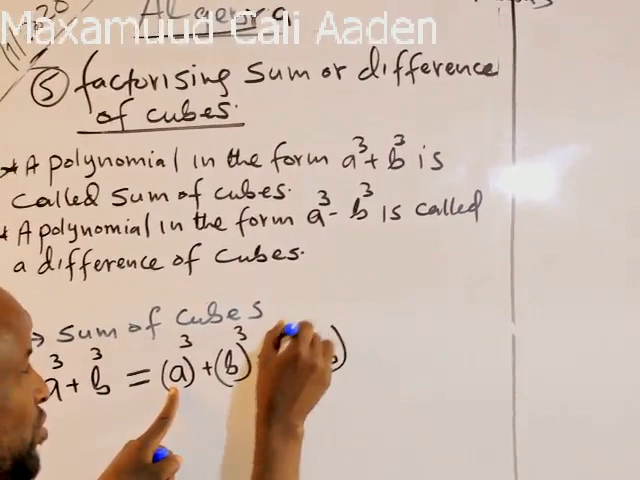 Maxamuud Cali Aaden
Algebra
⑤ factorising sum or difference
of cubes.
* A polynomial in the form a³ + b³ is
called sum of cubes.
* A polynomial in the form a³ - b³ is called
a difference of cubes.
→ sum of cubes
a³ + b³ = (a)³ + (b)³